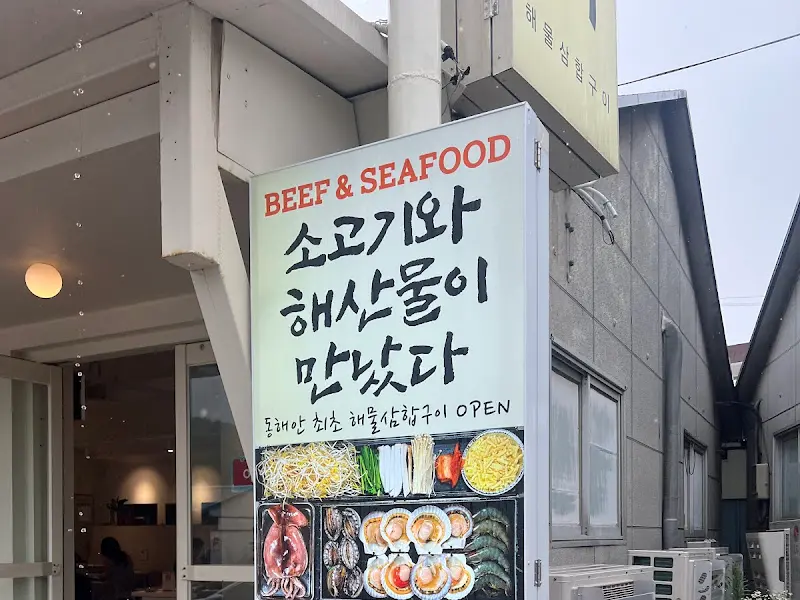 해물삼합구이
BEEF & SEAFOOD
소고기와
해산물이
만났다
동해안 최초 해물삼합구이 OPEN